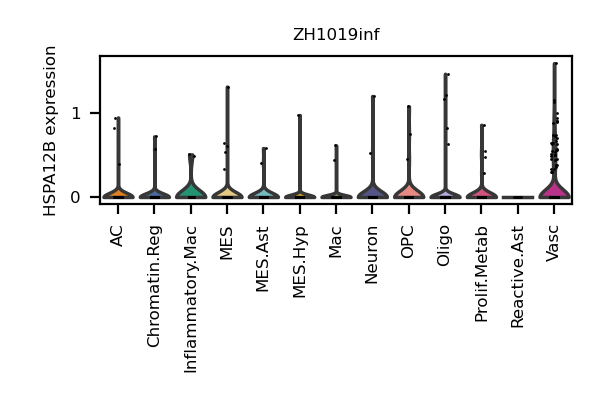 ZH1019inf
HSPA12B expression
1
0
AC
Chromatin.Reg
Inflammatory.Mac
MES
MES.Ast
MES.Hyp
Mac
Neuron
OPC
Oligo
Prolif.Metab
Reactive.Ast
Vasc